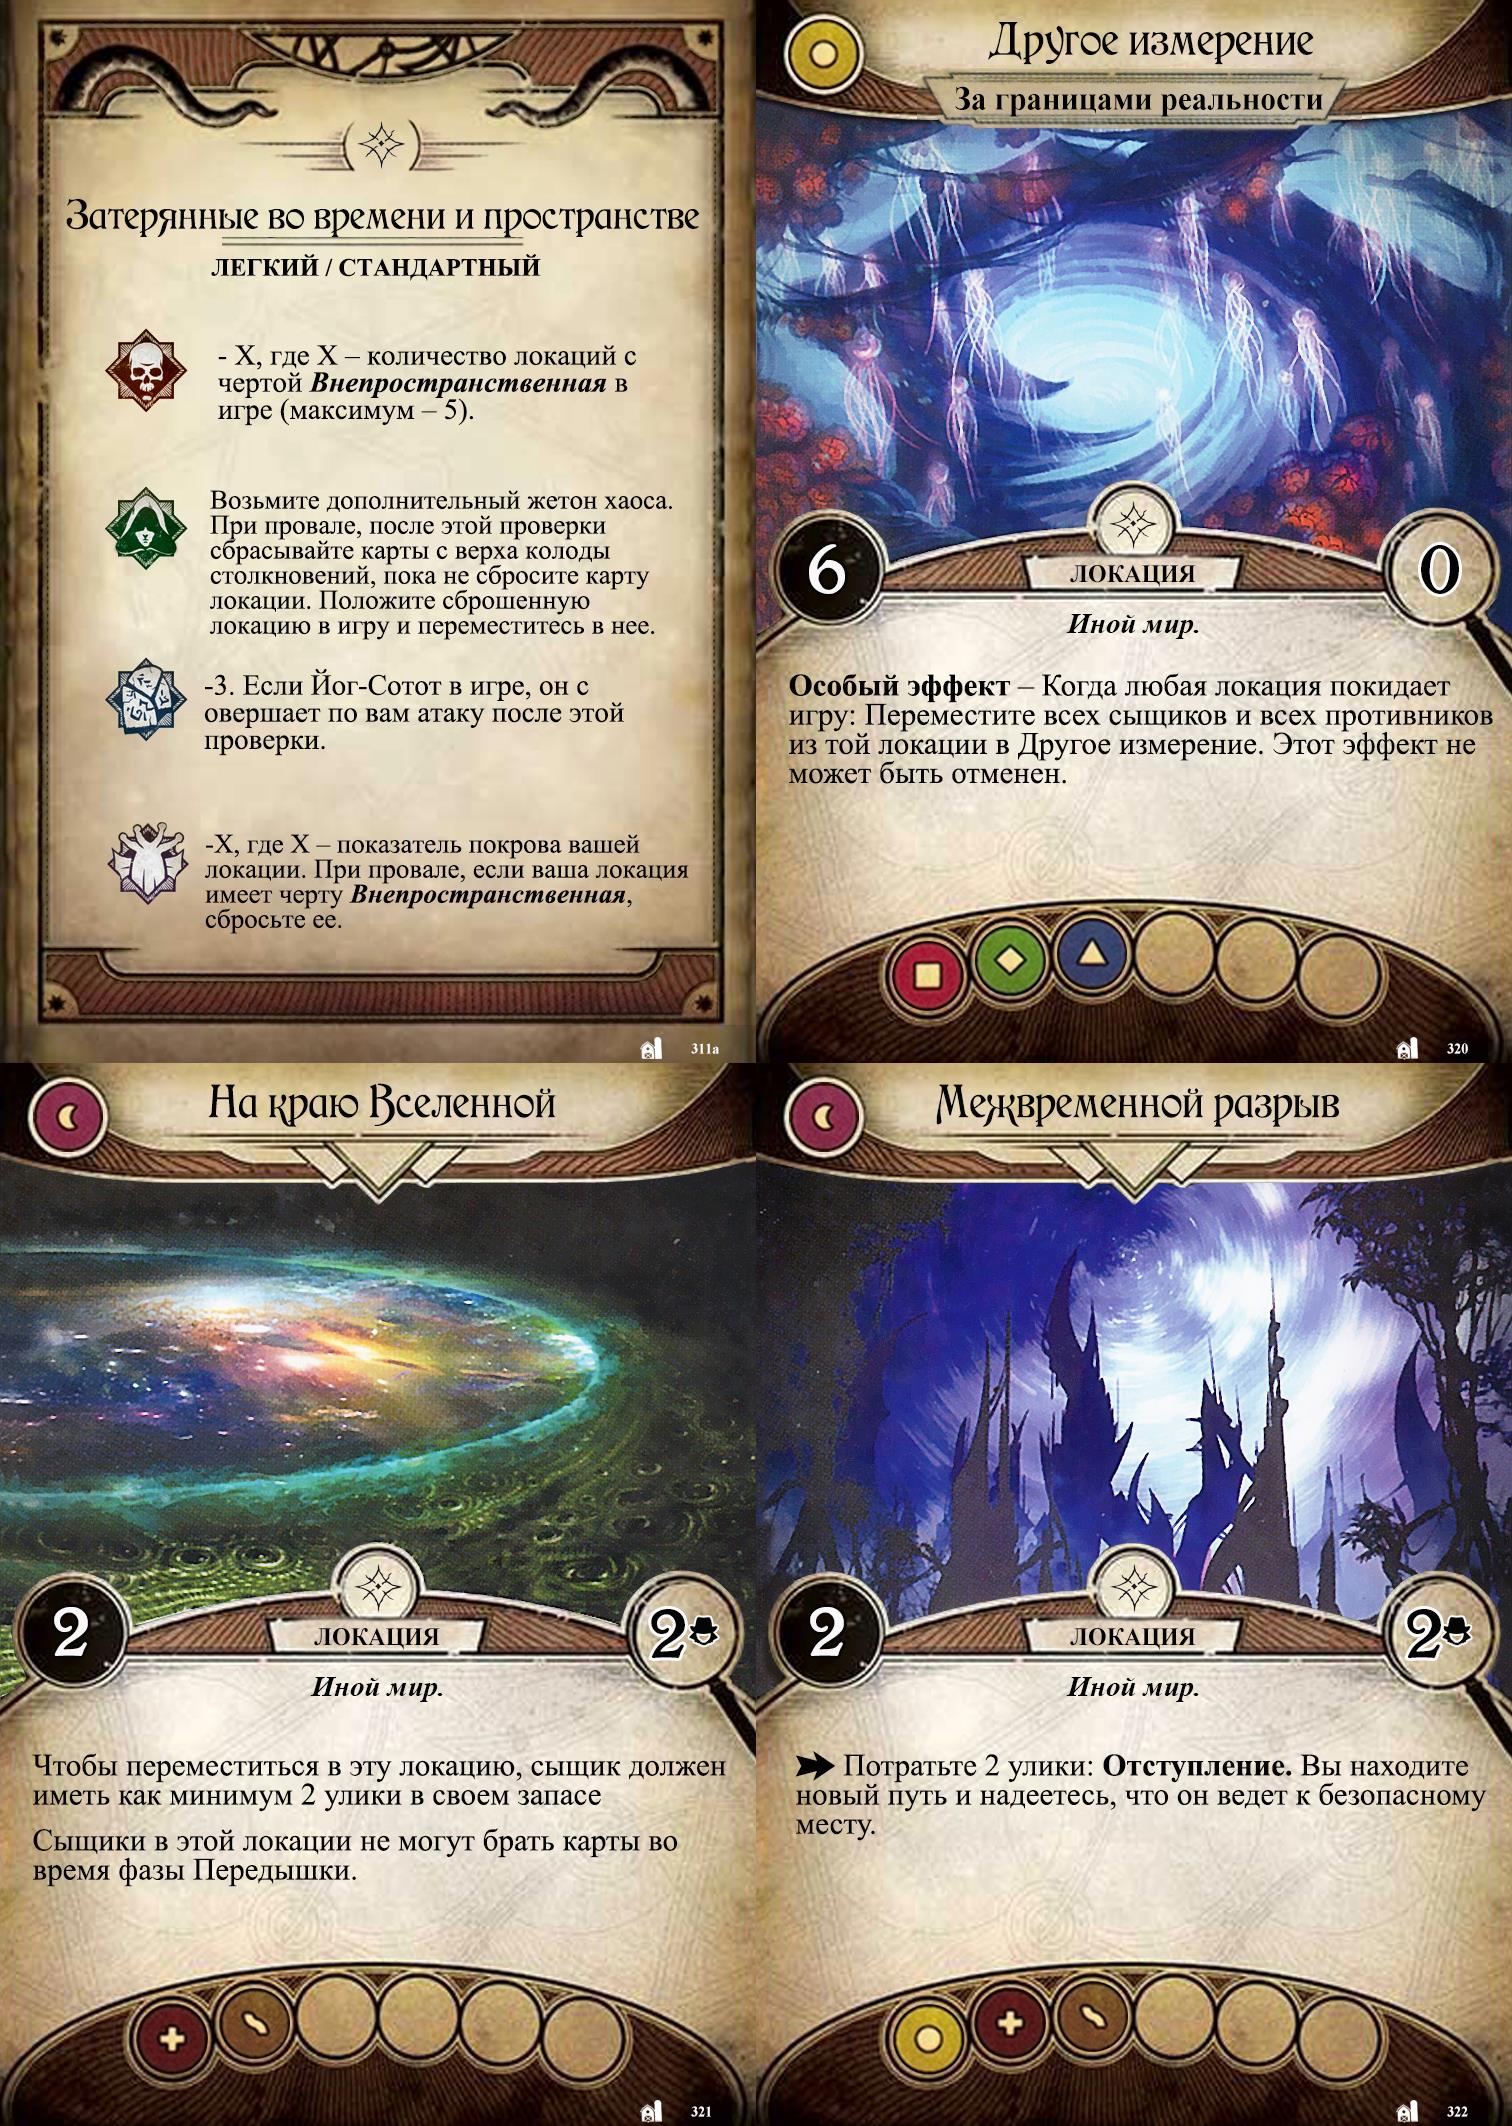 Затерянные во времени и пространстве
ЛЕГКИЙ / СТАНДАРТНЫЙ
- X, где X – количество локаций с
чертой Внепространственная в
игре (максимум – 5).
Возьмите дополнительный жетон хаоса.
При провале, после этой проверки
сбрасывайте карты с верха колоды
столкновений, пока не сбросите карту
локации. Положите сброшенную
локацию в игру и переместитесь в нее.
-3. Если Йог-Сотот в игре, он с
овершает по вам атаку после этой
проверки.
-X, где X – показатель покрова вашей
локации. При провале, если ваша локация
имеет черту Внепространственная,
сбросьте ее.
311a
Другое измерение
За границами реальности
6
0
ЛОКАЦИЯ
Иной мир.
Особый эффект – Когда любая локация покидает
игру: Переместите всех сыщиков и всех противников
из той локации в Другое измерение. Этот эффект не
может быть отменен.
320
На краю Вселенной
2
2
ЛОКАЦИЯ
Иной мир.
Чтобы переместиться в эту локацию, сыщик должен
иметь как минимум 2 улики в своем запасе
Сыщики в этой локации не могут брать карты во
время фазы Передышки.
321
Межвременной разрыв
2
2
ЛОКАЦИЯ
Иной мир.
Потратьте 2 улики: Отступление. Вы находите
новый путь и надеетесь, что он ведет к безопасному
месту.
322